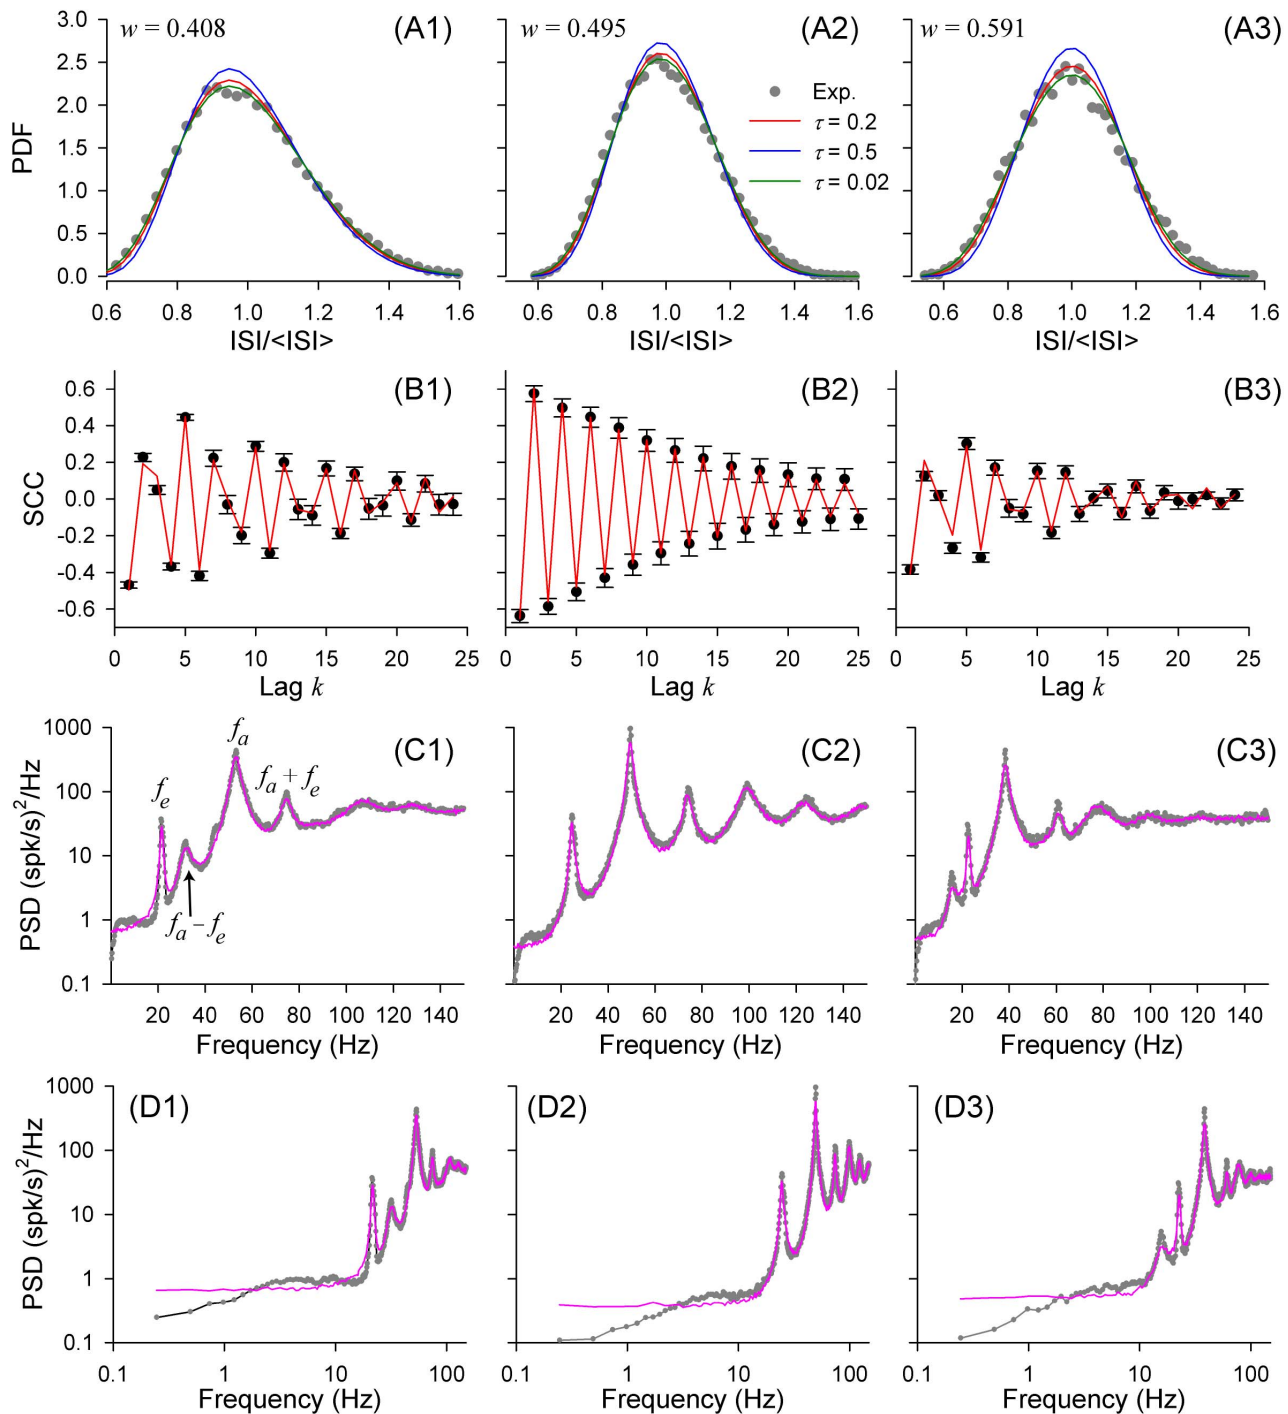 w = 0.408 (A1)
w = 0.495 (A2)
w = 0.591 (A3)
3.0
2.5
2.0
1.5
1.0
0.5
0.0
PDF
Exp.
τ = 0.2
τ = 0.5
τ = 0.02
0.6 0.8 1.0 1.2 1.4 1.6
0.6 0.8 1.0 1.2 1.4 1.6
0.6 0.8 1.0 1.2 1.4 1.6
ISI/<ISI>
ISI/<ISI>
ISI/<ISI>
(B1)
(B2)
(B3)
0.6
0.4
0.2
0.0
-0.2
-0.4
-0.6
SCC
0 5 10 15 20 25
0 5 10 15 20 25
0 5 10 15 20 25
Lag k
Lag k
Lag k
(C1)
(C2)
(C3)
1000
100
10
1
0.1
PSD (spk/s)²/Hz
fₐ
fₑ
fₐ + fₑ
fₐ − fₑ
20 40 60 80 100 120 140
20 40 60 80 100 120 140
20 40 60 80 100 120 140
Frequency (Hz)
Frequency (Hz)
Frequency (Hz)
(D1)
(D2)
(D3)
1000
100
10
1
0.1
PSD (spk/s)²/Hz
0.1 1 10 100
0.1 1 10 100
0.1 1 10 100
Frequency (Hz)
Frequency (Hz)
Frequency (Hz)